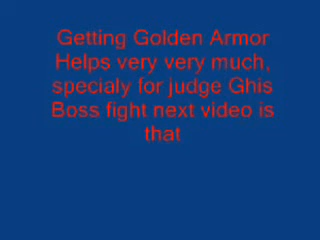 Getting Golden Armor
Helps very very much,
specialy for judge Ghis
Boss fight next video is
that